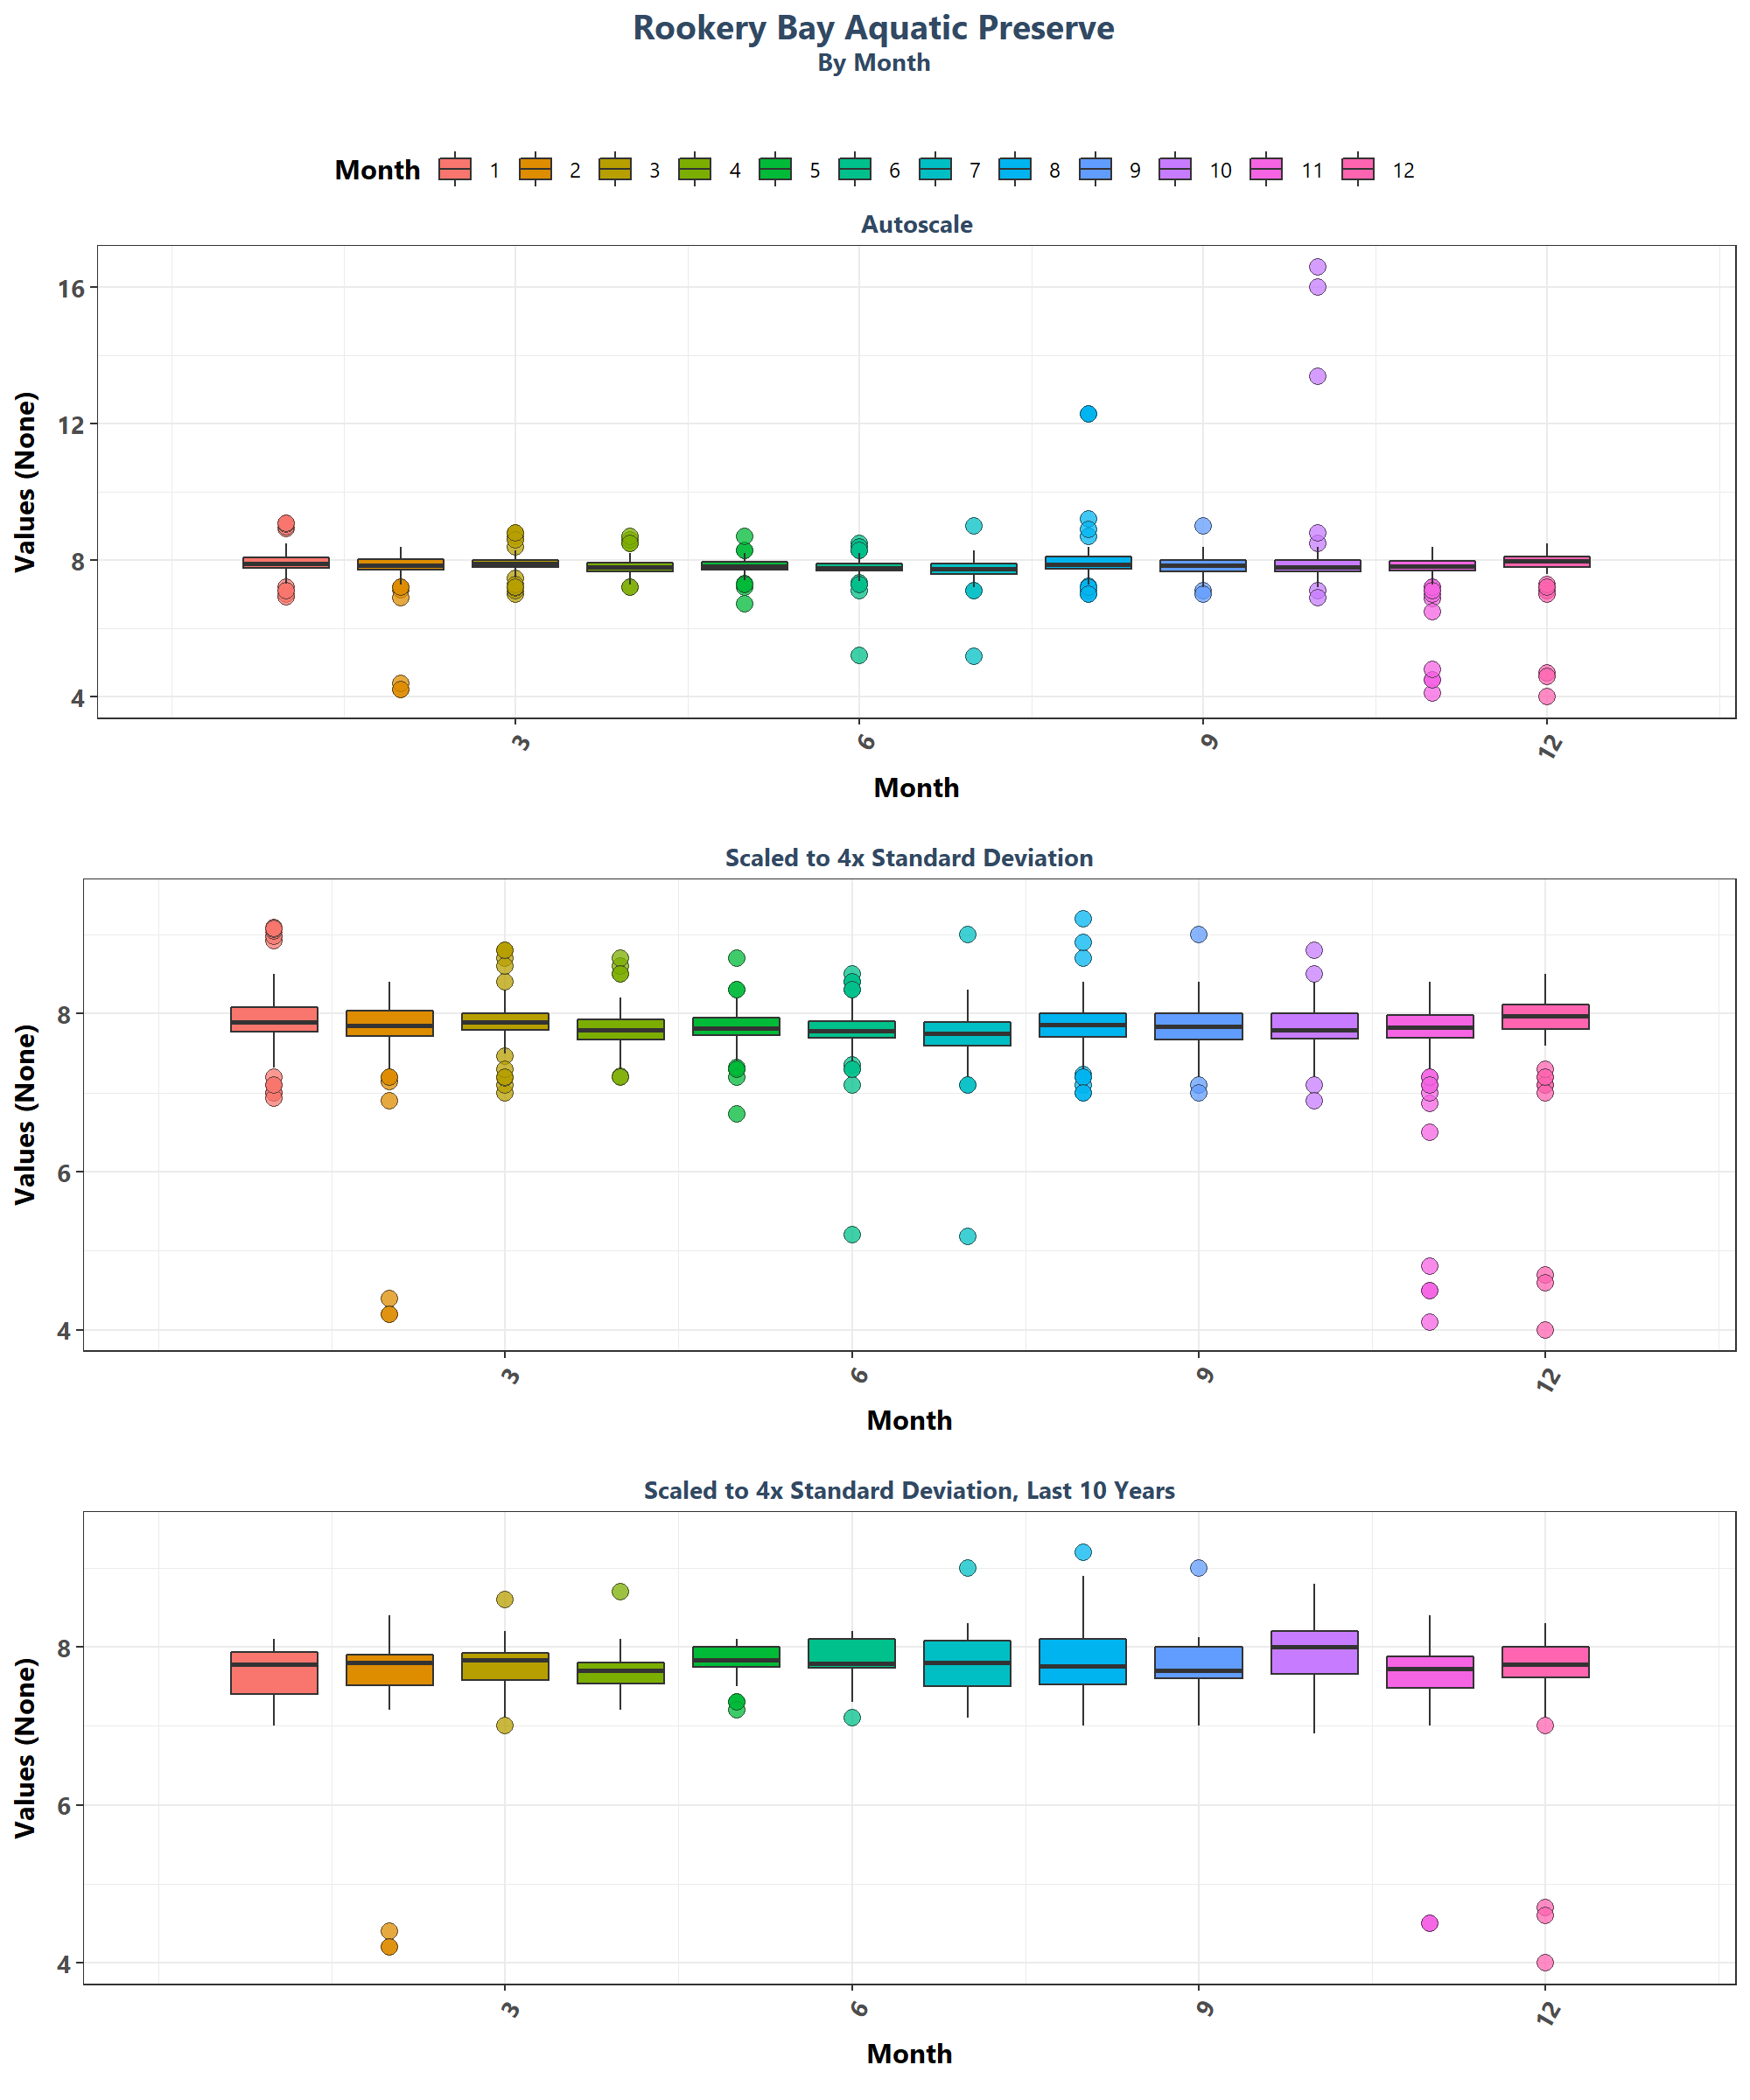 Rookery Bay Aquatic Preserve
By Month
Month 1 2 3 4 5 6 7 8 9 10 11 12
Autoscale
Values (None)
16
12
8
4
3 6 9 12
Month
Scaled to 4x Standard Deviation
Values (None)
8
6
4
3 6 9 12
Month
Scaled to 4x Standard Deviation, Last 10 Years
Values (None)
8
6
4
3 6 9 12
Month